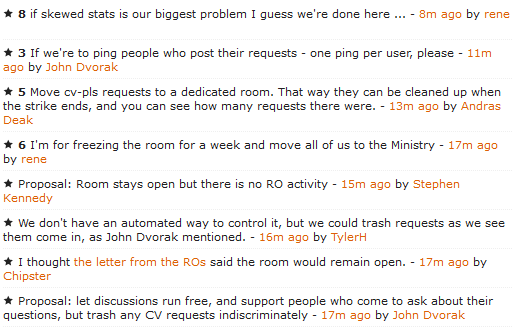 ★ 8 if skewed stats is our biggest problem I guess we're done here ... - 8m ago by rene
★ 3 If we're to ping people who post their requests - one ping per user, please - 11m
ago by John Dvorak
★ 5 Move cv-pls requests to a dedicated room. That way they can be cleaned up when
the strike ends, and you can see how many requests there were. - 13m ago by Andras
Deak
★ 6 I'm for freezing the room for a week and move all of us to the Ministry - 17m ago
by rene
★ Proposal: Room stays open but there is no RO activity - 15m ago by Stephen
Kennedy
★ We don't have an automated way to control it, but we could trash requests as we see
them come in, as John Dvorak mentioned. - 16m ago by TylerH
★ I thought the letter from the ROs said the room would remain open. - 17m ago by
Chipster
★ Proposal: let discussions run free, and support people who come to ask about their
questions, but trash any CV requests indiscriminately - 17m ago by John Dvorak